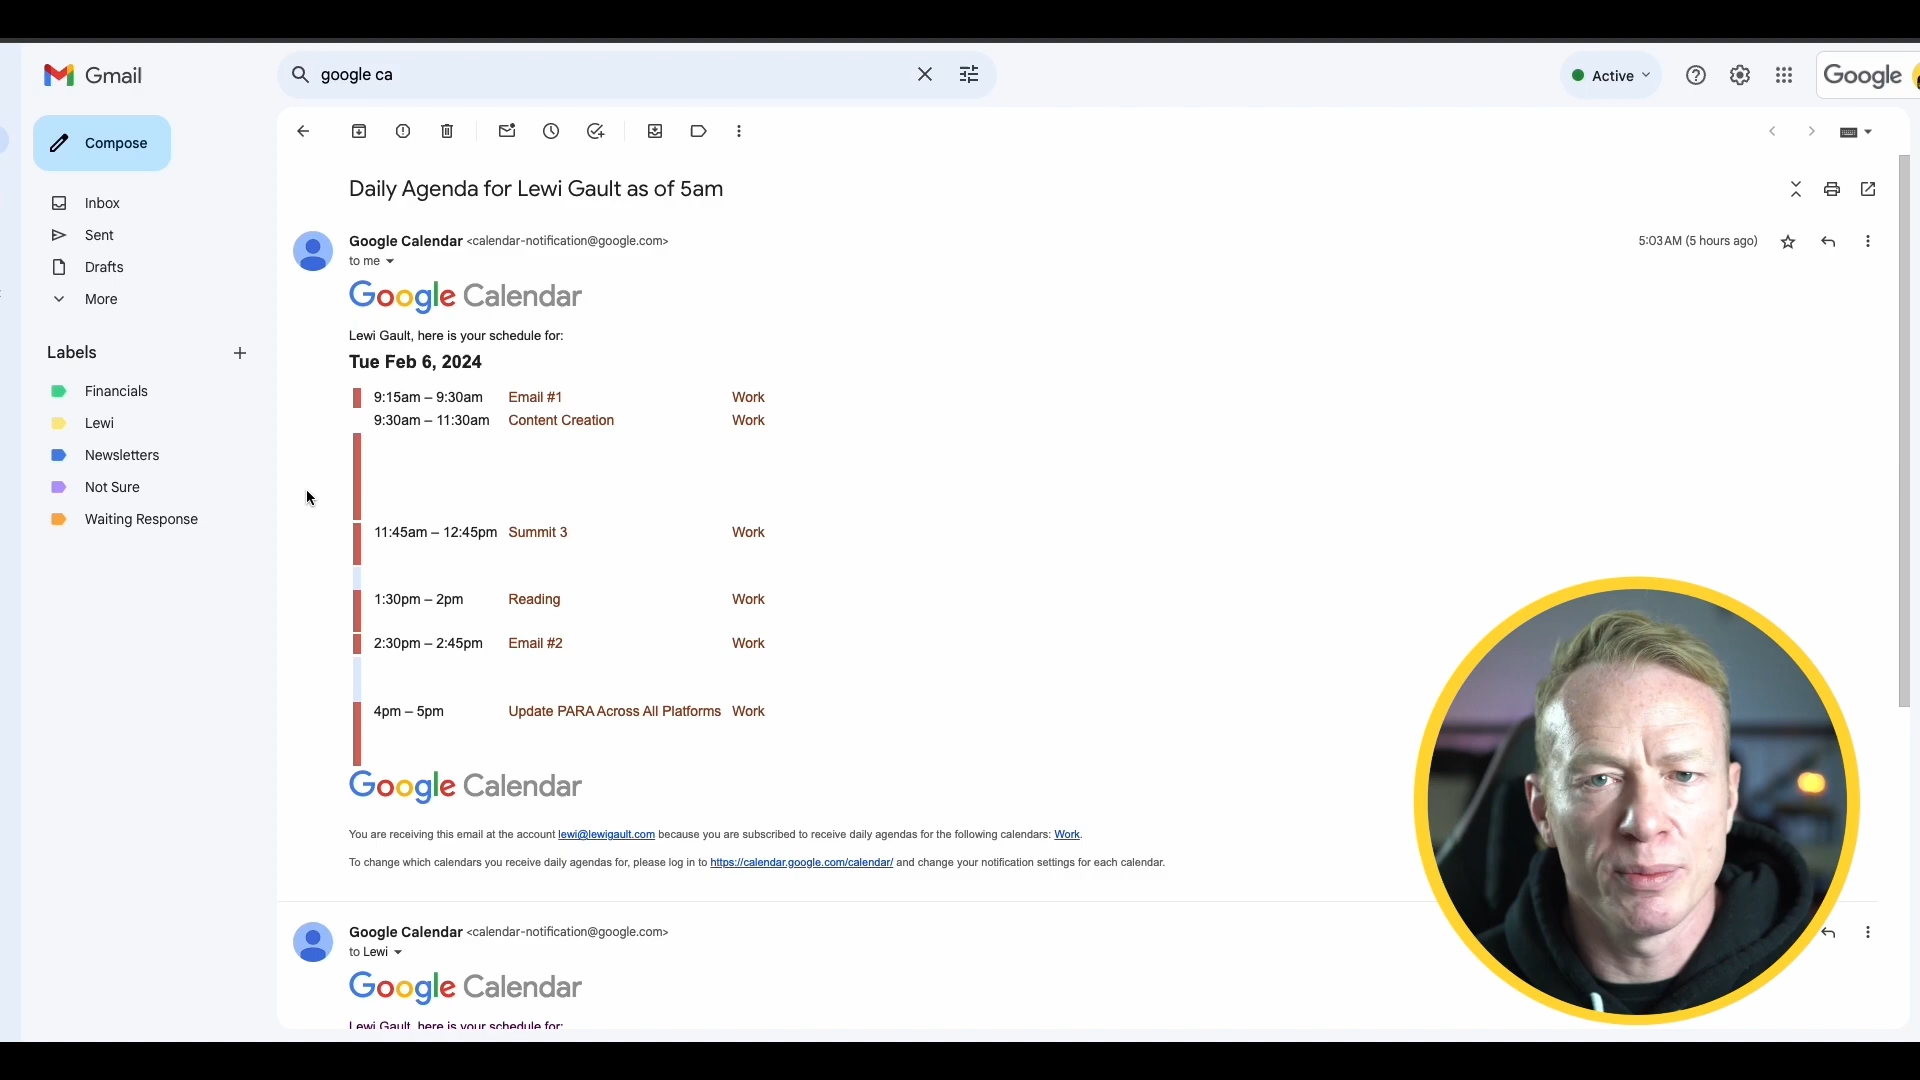 Gmail
google ca
Active
Google
Compose
Inbox
Sent
Drafts
More
Labels
Financials
Lewi
Newsletters
Not Sure
Waiting Response
Daily Agenda for Lewi Gault as of 5am
Google Calendar <calendar-notification@google.com>
5:03 AM (5 hours ago)
to me
Google Calendar
Lewi Gault, here is your schedule for:
Tue Feb 6, 2024
9:15am – 9:30am Email #1 Work
9:30am – 11:30am Content Creation Work
11:45am – 12:45pm Summit 3 Work
1:30pm – 2pm Reading Work
2:30pm – 2:45pm Email #2 Work
4pm – 5pm Update PARA Across All Platforms Work
Google Calendar
You are receiving this email at the account lewi@lewigault.com because you are subscribed to receive daily agendas for the following calendars: Work.
To change which calendars you receive daily agendas for, please log in to https://calendar.google.com/calendar/ and change your notification settings for each calendar.
Google Calendar <calendar-notification@google.com>
to Lewi
Google Calendar
Lewi Gault, here is your schedule for: